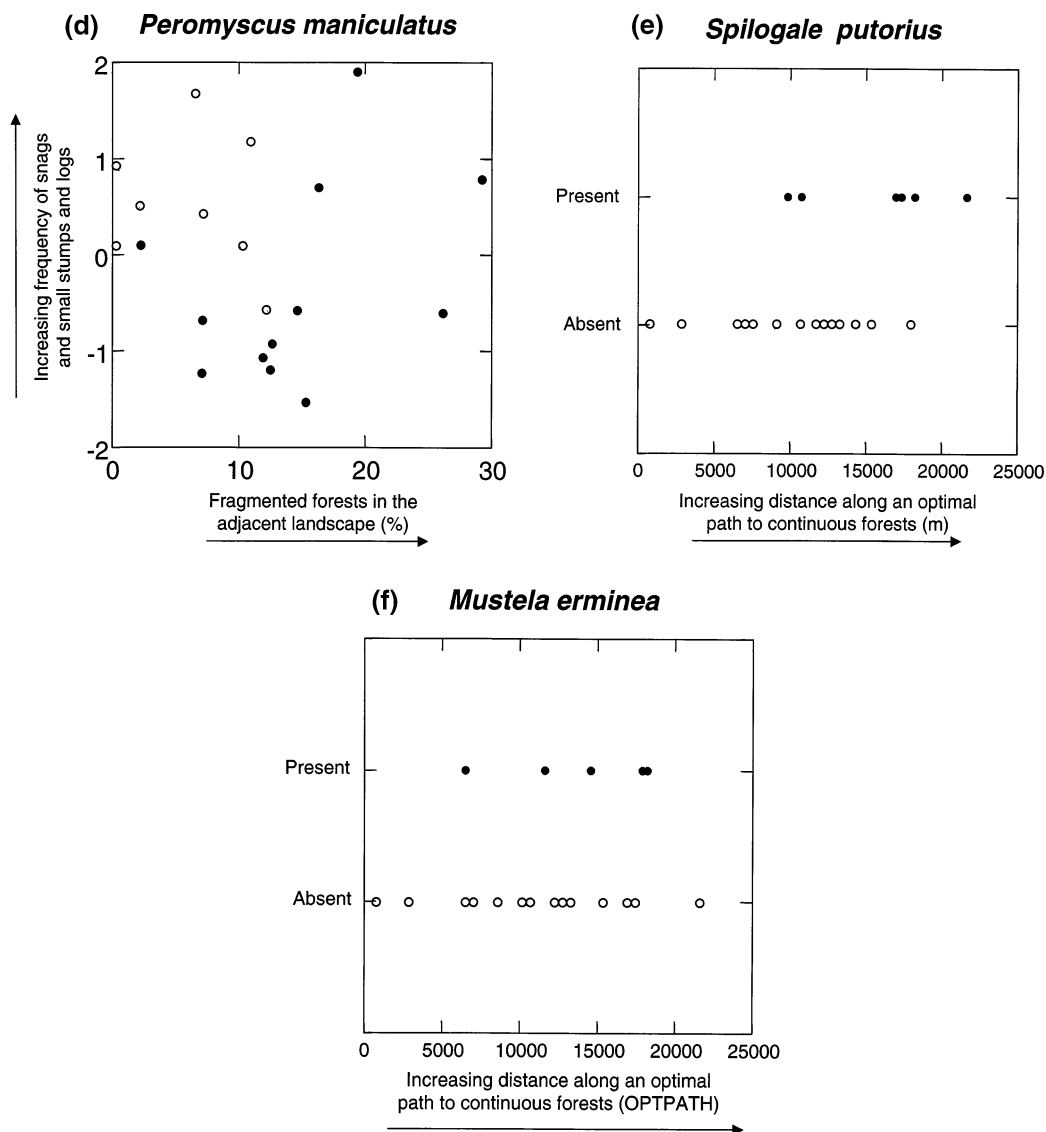 (d) Peromyscus maniculatus
Increasing frequency of snags
and small stumps and logs
2
1
0
-1
-2
0 10 20 30
Fragmented forests in the
adjacent landscape (%)
(e) Spilogale putorius
Present
Absent
0 5000 10000 15000 20000 25000
Increasing distance along an optimal
path to continuous forests (m)
(f) Mustela erminea
Present
Absent
0 5000 10000 15000 20000 25000
Increasing distance along an optimal
path to continuous forests (OPTPATH)